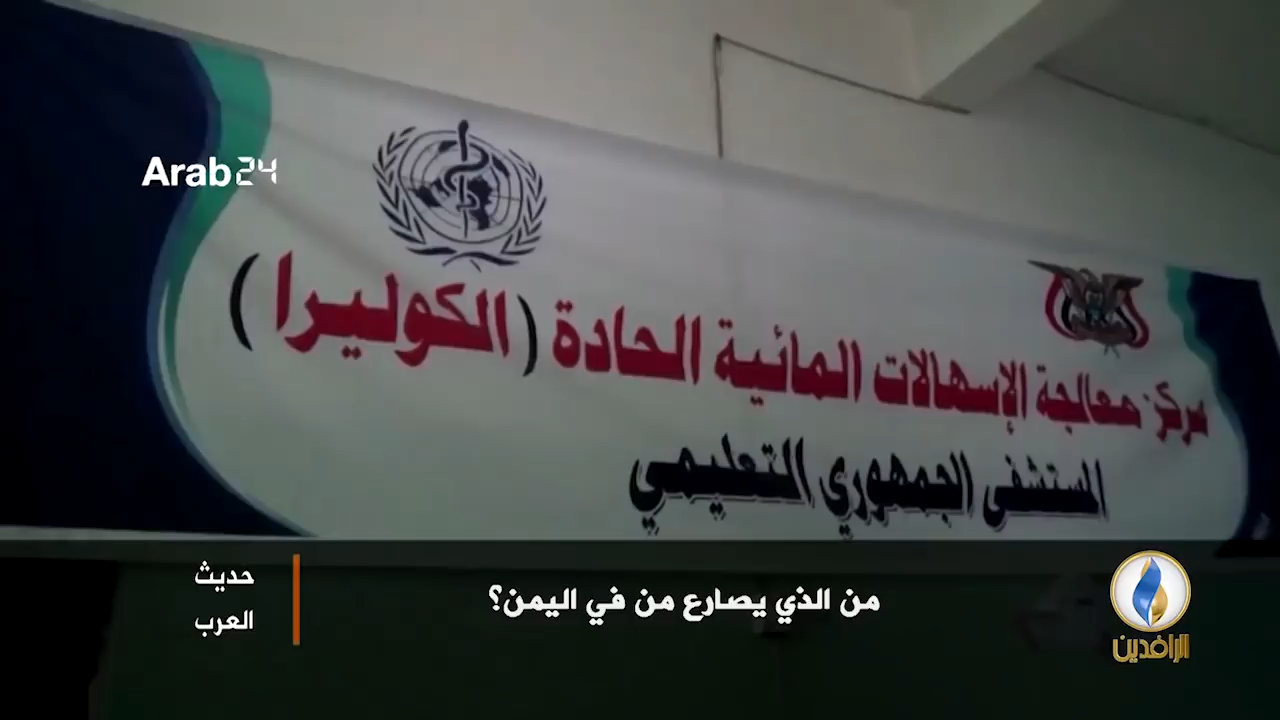 Arab24
مركز معالجة الإسهالات المائية الحادة (الكوليرا)
المستشفى الجمهوري التعليمي
من الذي يصارع من في اليمن؟
حديث
العرب
الرافدين